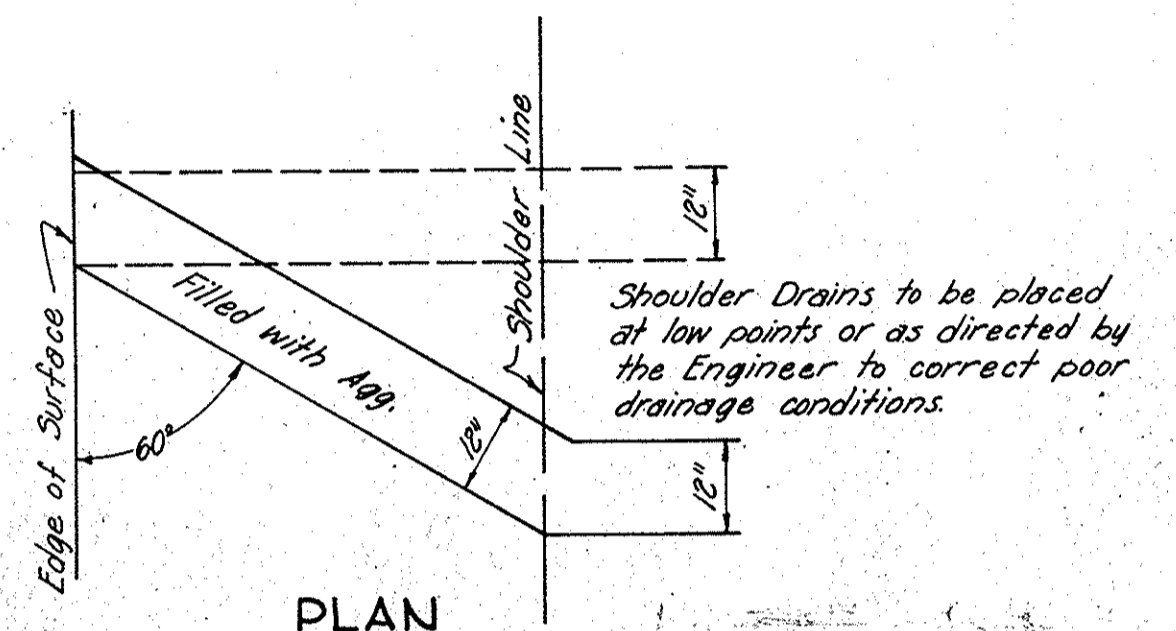 Edge of Surface
Shoulder Line
12"
Filled with Agg.
60°
12"
12"
Shoulder Drains to be placed
at low points or as directed by
the Engineer to correct poor
drainage conditions.
PLAN